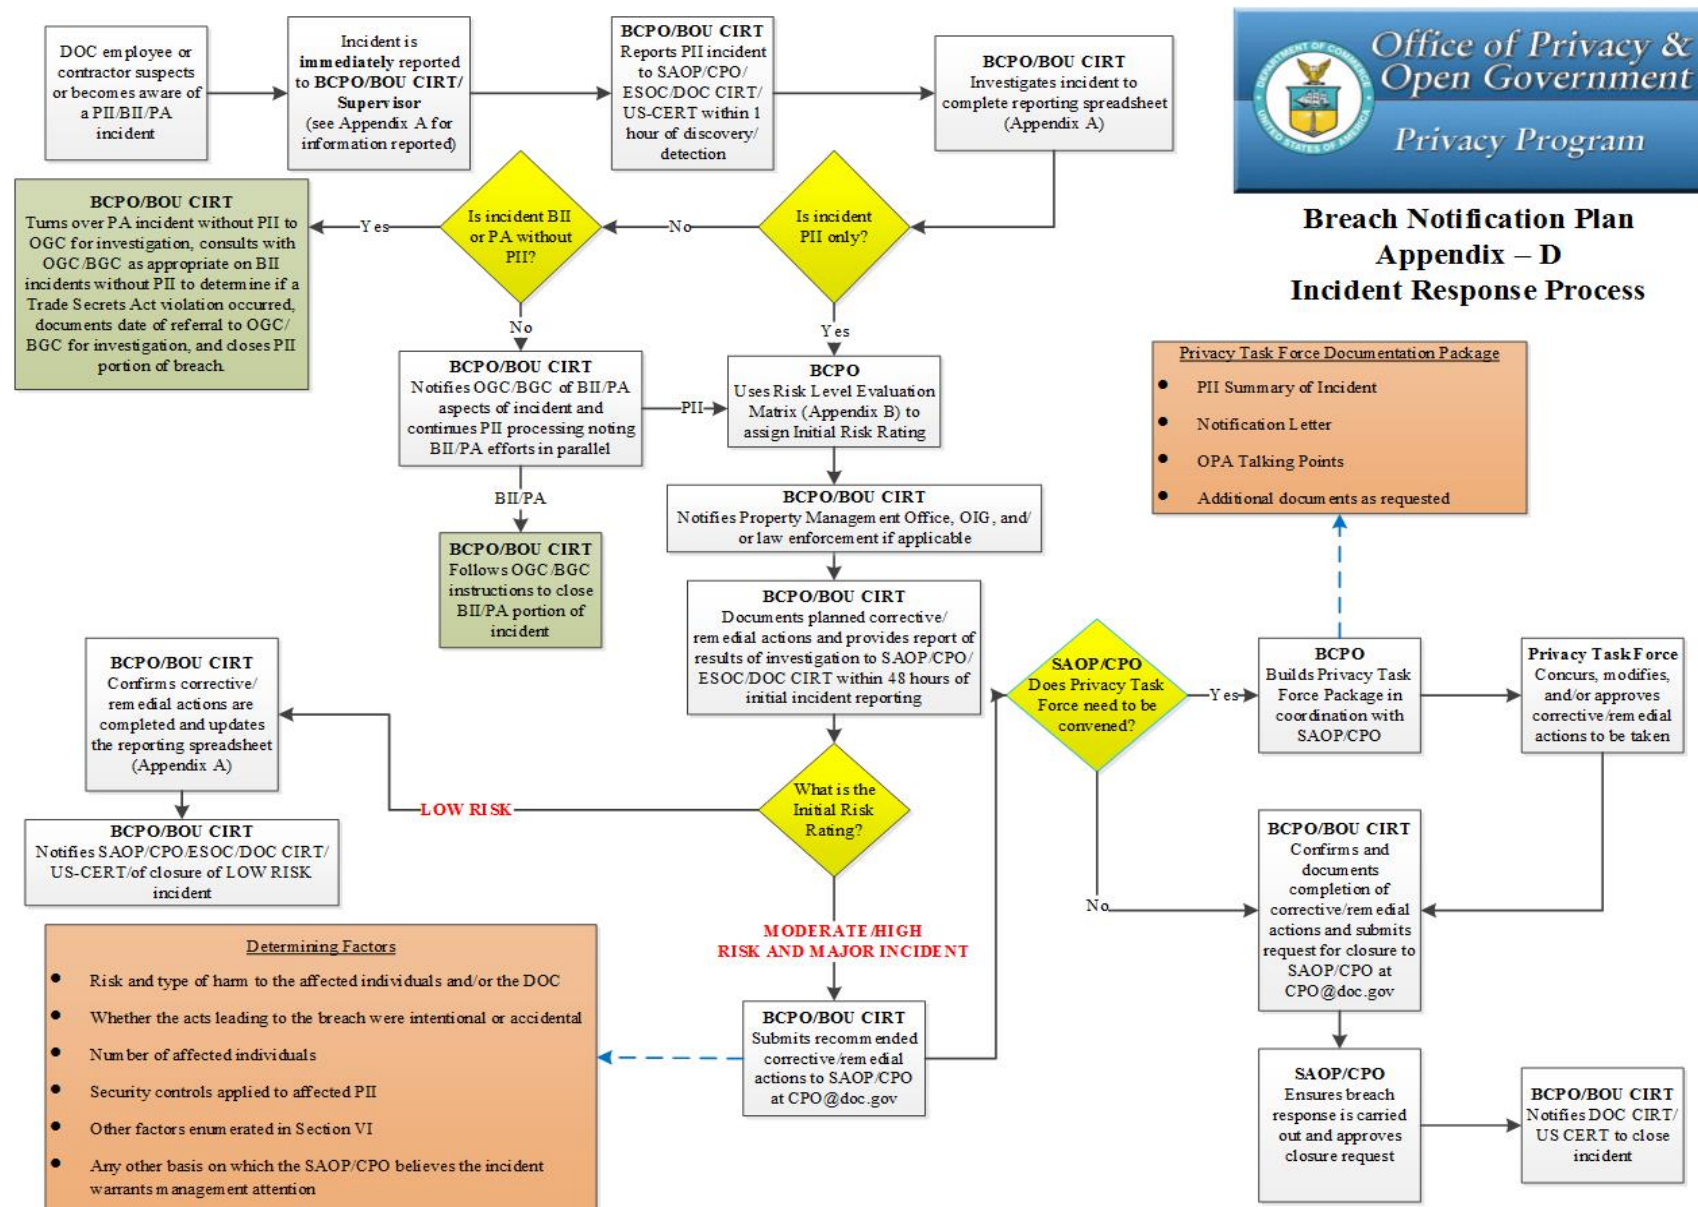 DOC employee or
contractor suspects
or becomes aware of
a PII/BII/PA
incident
Incident is
immediately reported
to BCPO/BOU CIRT/
Supervisor
(see Appendix A for
information reported)
BCPO/BOU CIRT
Reports PII incident
to SAOP/CPO/
ESOC/DOC CIRT/
US-CERT within 1
hour of discovery/
detection
BCPO/BOU CIRT
Investigates incident to
complete reporting spreadsheet
(Appendix A)
DEPARTMENT OF COMMERCE
UNITED STATES OF AMERICA
Office of Privacy &
Open Government
Privacy Program
Breach Notification Plan
Appendix – D
Incident Response Process
Is incident
PII only?
No
Is incident BII
or PA without
PII?
Yes
BCPO/BOU CIRT
Turns over PA incident without PII to
OGC for investigation, consults with
OGC/BGC as appropriate on BII
incidents without PII to determine if a
Trade Secrets Act violation occurred,
documents date of referral to OGC/
BGC for investigation, and closes PII
portion of breach.
No
Yes
BCPO/BOU CIRT
Notifies OGC/BGC of BII/PA
aspects of incident and
continues PII processing noting
BII/PA efforts in parallel
PII
BCPO
Uses Risk Level Evaluation
Matrix (Appendix B) to
assign Initial Risk Rating
BII/PA
BCPO/BOU CIRT
Follows OGC/BGC
instructions to close
BII/PA portion of
incident
BCPO/BOU CIRT
Notifies Property Management Office, OIG, and/
or law enforcement if applicable
BCPO/BOU CIRT
Documents planned corrective/
remedial actions and provides report of
results of investigation to SAOP/CPO/
ESOC/DOC CIRT within 48 hours of
initial incident reporting
What is the
Initial Risk
Rating?
LOW RISK
BCPO/BOU CIRT
Confirms corrective/
remedial actions are
completed and updates
the reporting spreadsheet
(Appendix A)
BCPO/BOU CIRT
Notifies SAOP/CPO/ESOC/DOC CIRT/
US-CERT/of closure of LOW RISK
incident
MODERATE/HIGH
RISK AND MAJOR INCIDENT
BCPO/BOU CIRT
Submits recommended
corrective/remedial
actions to SAOP/CPO
at CPO@doc.gov
Determining Factors
● Risk and type of harm to the affected individuals and/or the DOC
● Whether the acts leading to the breach were intentional or accidental
● Number of affected individuals
● Security controls applied to affected PII
● Other factors enumerated in Section VI
● Any other basis on which the SAOP/CPO believes the incident
warrants management attention
SAOP/CPO
Does Privacy Task
Force need to be
convened?
Yes
No
BCPO
Builds Privacy Task
Force Package in
coordination with
SAOP/CPO
Privacy Task Force Documentation Package
● PII Summary of Incident
● Notification Letter
● OPA Talking Points
● Additional documents as requested
Privacy Task Force
Concurs, modifies,
and/or approves
corrective/remedial
actions to be taken
BCPO/BOU CIRT
Confirms and
documents
completion of
corrective/remedial
actions and submits
request for closure to
SAOP/CPO at
CPO@doc.gov
SAOP/CPO
Ensures breach
response is carried
out and approves
closure request
BCPO/BOU CIRT
Notifies DOC CIRT/
US CERT to close
incident